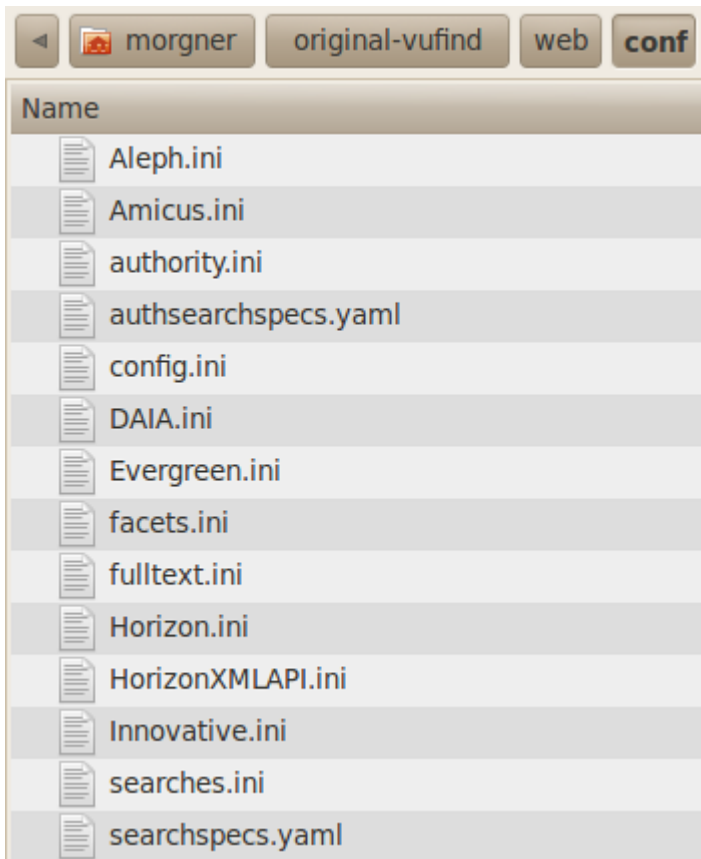 morgner original-vufind web conf
Name
Aleph.ini
Amicus.ini
authority.ini
authsearchspecs.yaml
config.ini
DAIA.ini
Evergreen.ini
facets.ini
fulltext.ini
Horizon.ini
HorizonXMLAPI.ini
Innovative.ini
searches.ini
searchspecs.yaml